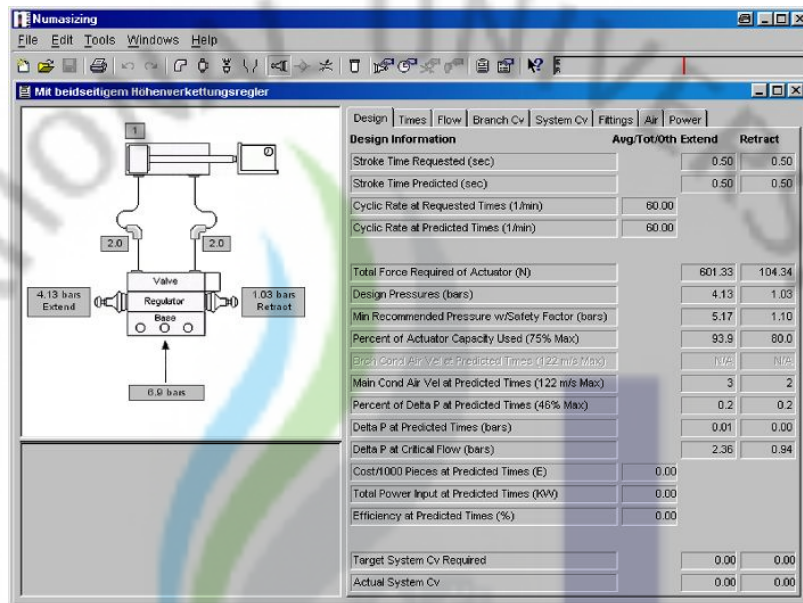 Numasizing
File Edit Tools Windows Help
Mit beidseitigem Höhenverkettungsregler
1
2.0 2.0
Valve
4.13 bars Extend
Regulator
1.03 bars Retract
Base
6.9 bars
Design Times Flow Branch Cv System Cv Fittings Air Power
Design Information Avg/Tot/Oth Extend Retract
Stroke Time Requested (sec) 0.50 0.50
Stroke Time Predicted (sec) 0.50 0.50
Cyclic Rate at Requested Times (1/min) 60.00
Cyclic Rate at Predicted Times (1/min) 60.00
Total Force Required of Actuator (N) 601.33 104.34
Design Pressures (bars) 4.13 1.03
Min Recommended Pressure w/Safety Factor (bars) 5.17 1.10
Percent of Actuator Capacity Used (75% Max) 93.9 80.0
Brch Cond Air Vel at Predicted Times (122 m/s Max) N/A N/A
Main Cond Air Vel at Predicted Times (122 m/s Max) 3 2
Percent of Delta P at Predicted Times (46% Max) 0.2 0.2
Delta P at Predicted Times (bars) 0.01 0.00
Delta P at Critical Flow (bars) 2.36 0.94
Cost/1000 Pieces at Predicted Times (E) 0.00
Total Power Input at Predicted Times (KW) 0.00
Efficiency at Predicted Times (%) 0.00
Target System Cv Required 0.00 0.00
Actual System Cv 0.00 0.00